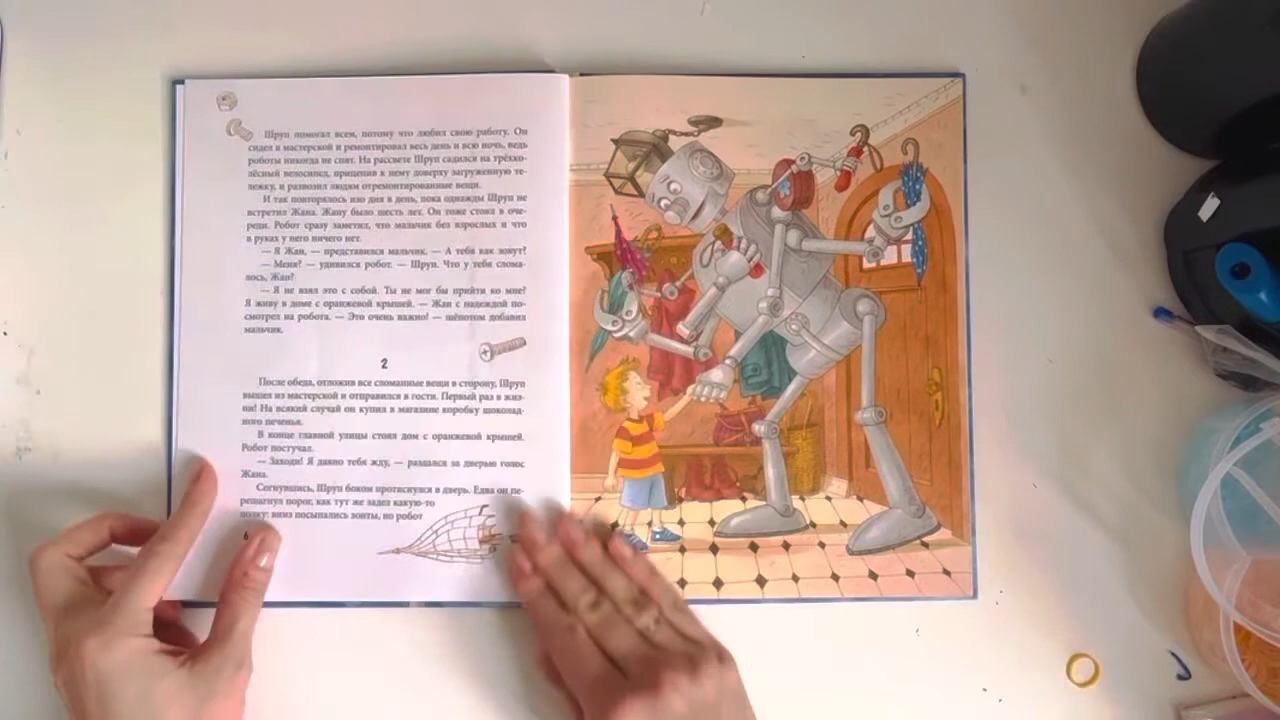 Шруп помогал всем, потому что любил свою работу. Он
сидел в мастерской и ремонтировал весь день и всю ночь, ведь
роботы никогда не спят. На рассвете Шруп садился на трёхко-
лёсный велосипед, прицепив к нему доверху загруженную те-
лежку, и развозил людям отремонтированные вещи.
И так повторялось изо дня в день, пока однажды Шруп не
встретил Жана. Жану было шесть лет. Он тоже стоял в оче-
реди. Робот сразу заметил, что мальчик без взрослых и что
в руках у него ничего нет.
— Я Жан, — представился мальчик. — А тебя как зовут?
— Меня? — удивился робот. — Шруп. Что у тебя слома-
лось, Жан?
— Я не взял это с собой. Ты не мог бы прийти ко мне?
Я живу в доме с оранжевой крышей. — Жан с надеждой по-
смотрел на робота. — Это очень важно! — шёпотом добавил
мальчик.
2
После обеда, отложив все сломанные вещи в сторону, Шруп
вышел из мастерской и отправился в гости. Первый раз в жиз-
ни! На всякий случай он купил в магазине коробку шоколад-
ного печенья.
В конце главной улицы стоял дом с оранжевой крышей.
Робот постучал.
— Заходи! Я давно тебя жду, — раздался за дверью голос
Жана.
Согнувшись, Шруп боком протиснулся в дверь. Едва он пе-
решагнул порог, как тут же задел какую-то
полку: вниз посыпались зонты, но робот
6